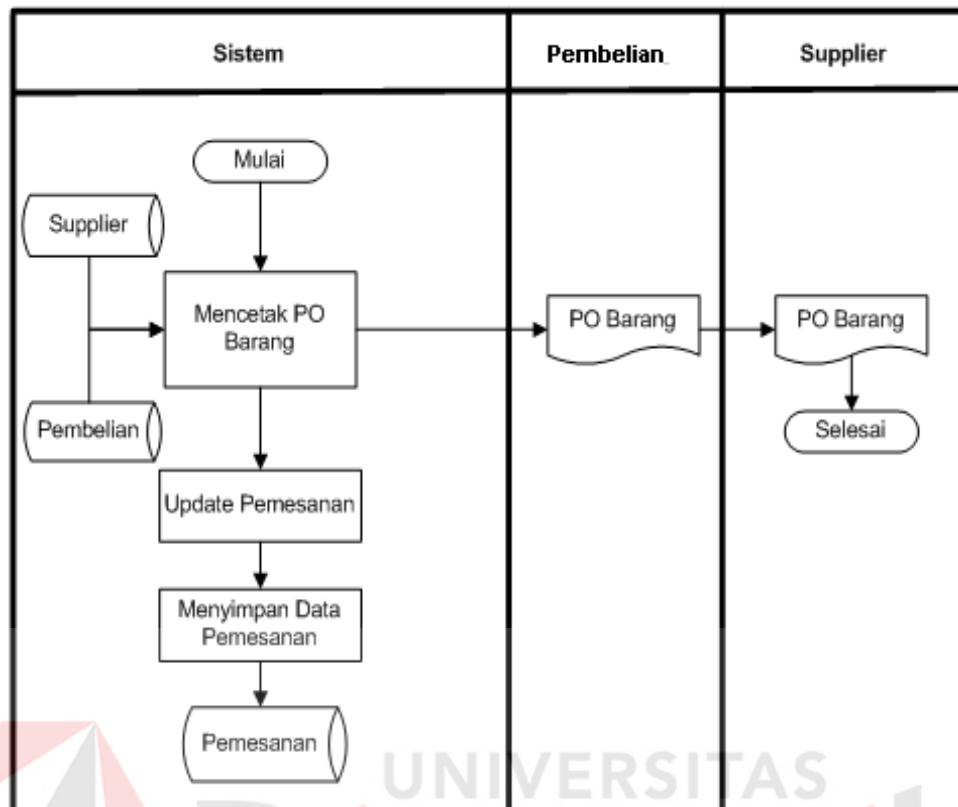 Sistem
Pembelian
Supplier
Mulai
Supplier
Mencetak PO
Barang
PO Barang
PO Barang
Pembelian
Selesai
Update Pemesanan
Menyimpan Data
Pemesanan
Pemesanan
UNIVERSITAS